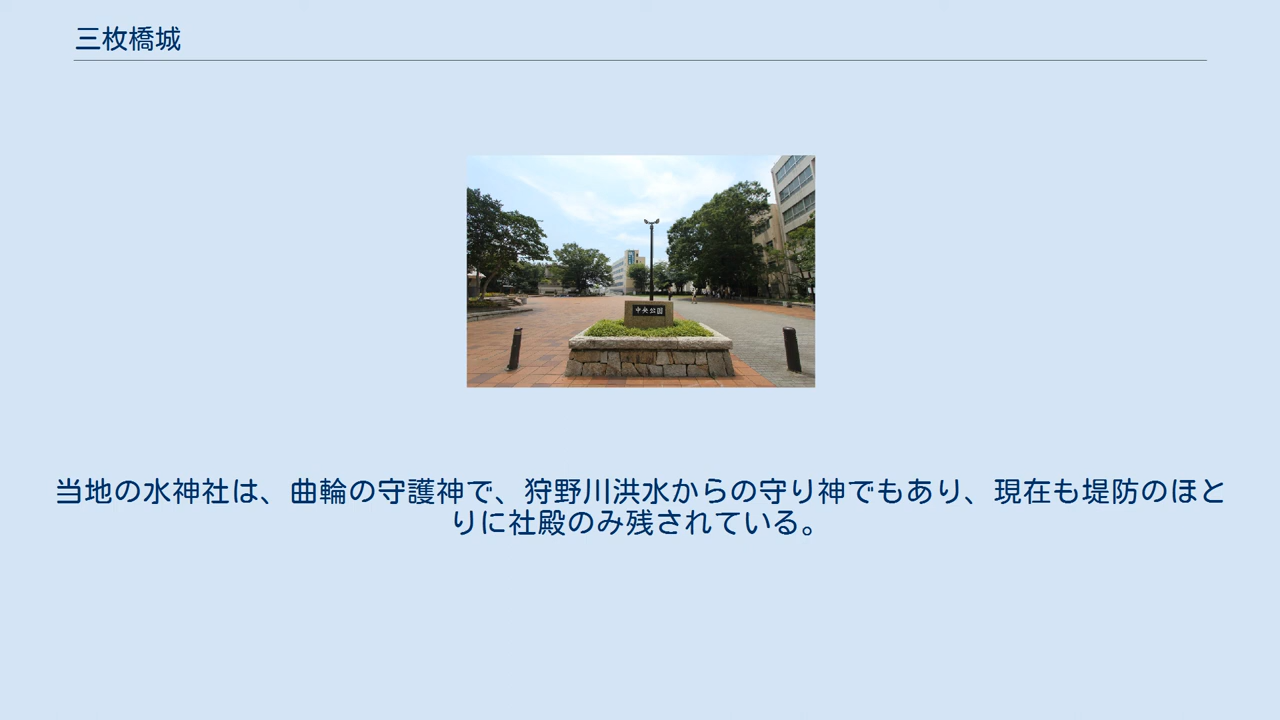 三枚橋城
中央公園
当地の水神社は、曲輪の守護神で、狩野川洪水からの守り神でもあり、現在も堤防のほと
りに社殿のみ残されている。